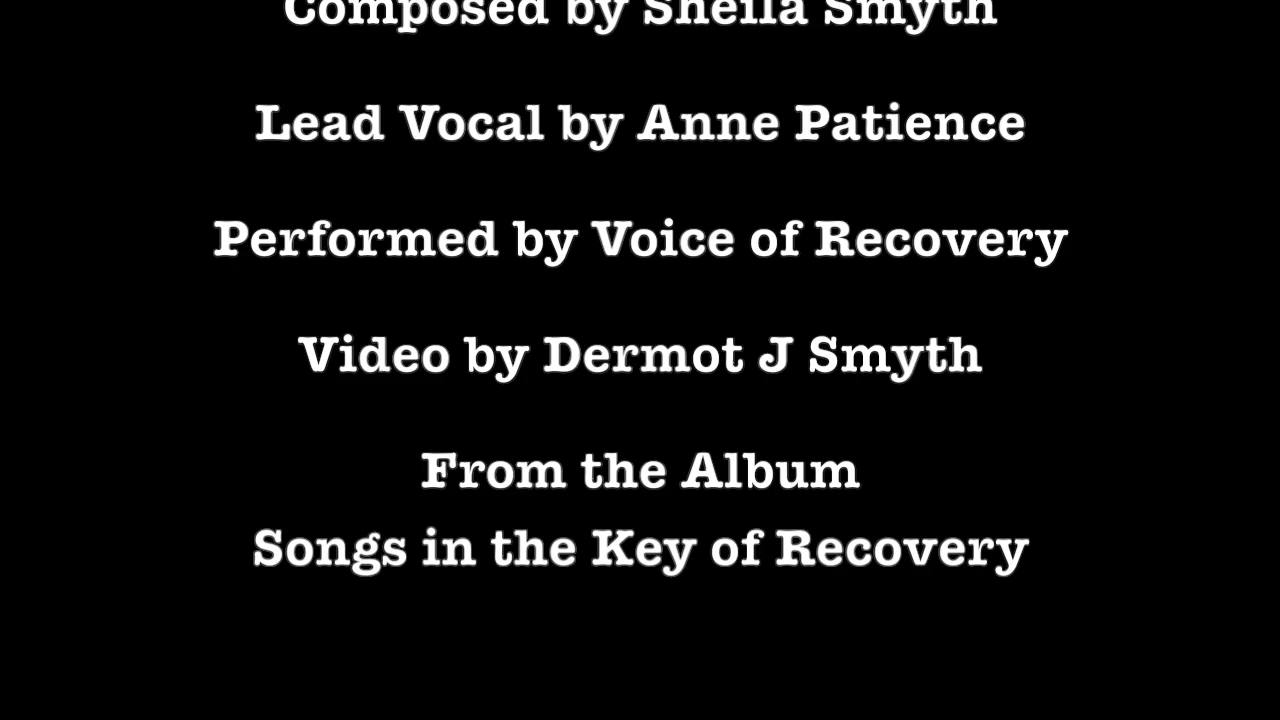 Composed by Sheila Smyth
Lead Vocal by Anne Patience
Performed by Voice of Recovery
Video by Dermot J Smyth
From the Album
Songs in the Key of Recovery